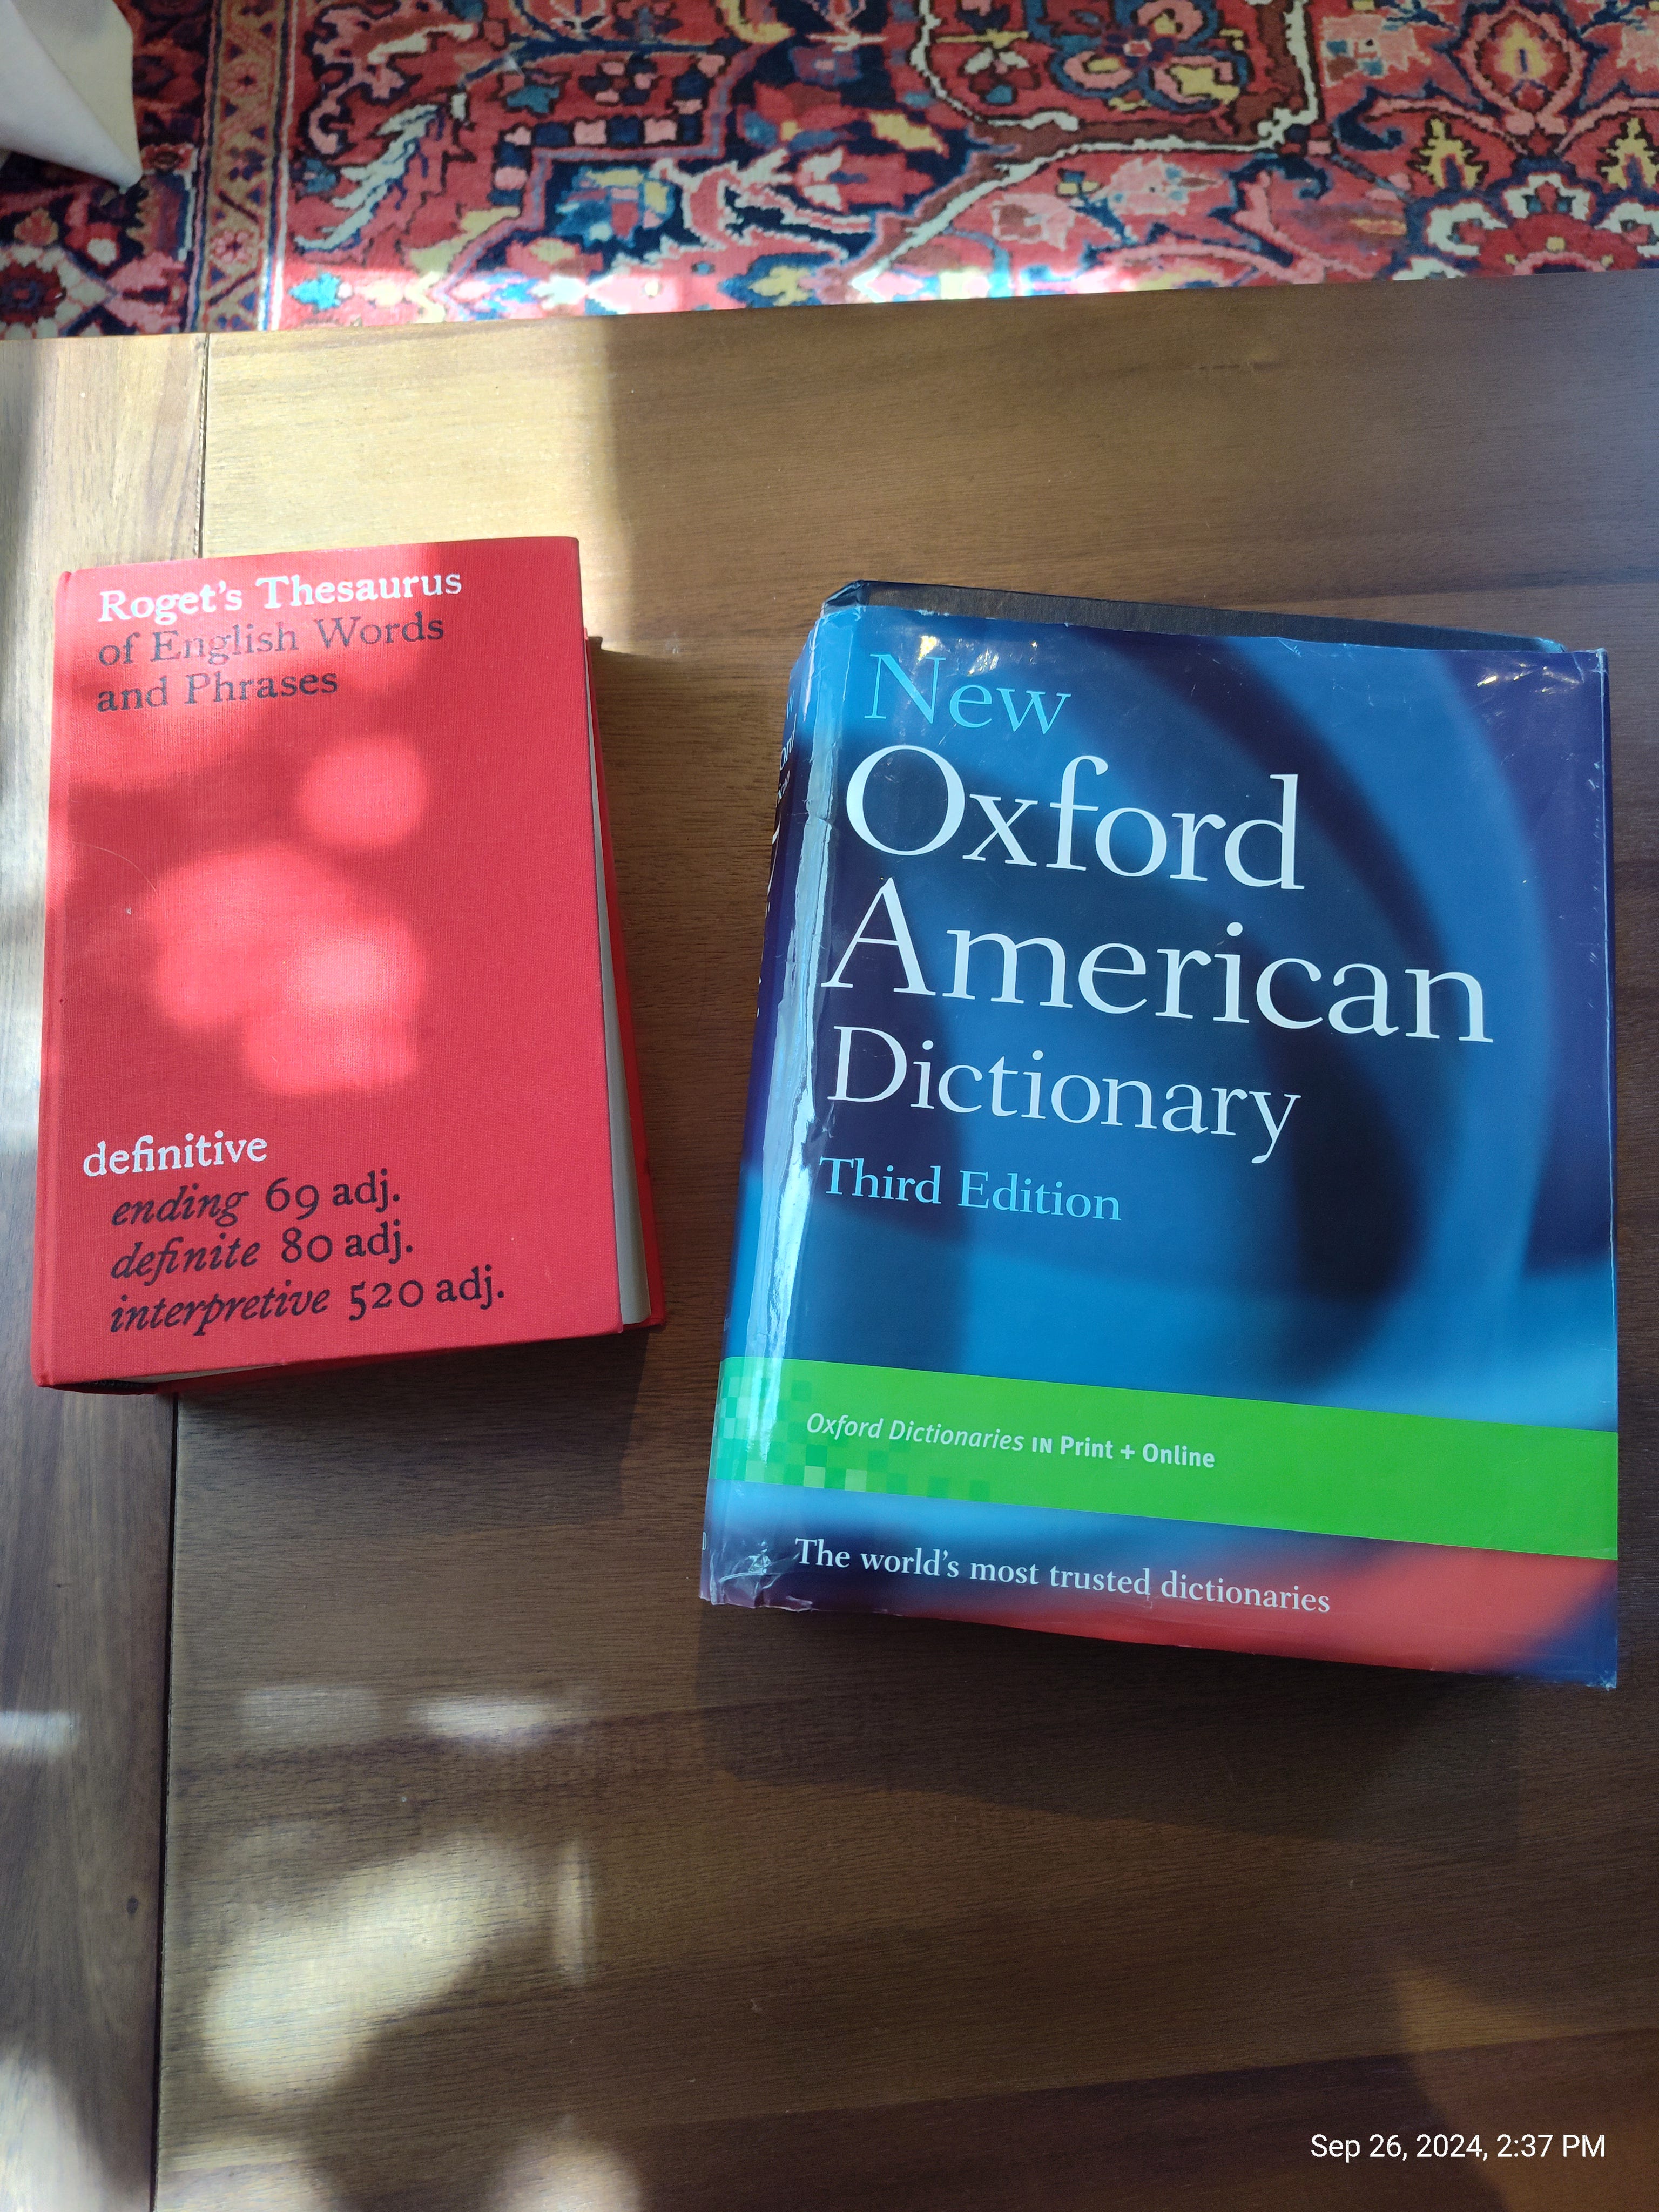 Roget's Thesaurus
of English Words
and Phrases
definitive
ending 69 adj.
definite 80 adj.
interpretive 520 adj.
New
Oxford
American
Dictionary
Third Edition
Oxford Dictionaries IN Print + Online
The world's most trusted dictionaries
Sep 26, 2024, 2:37 PM